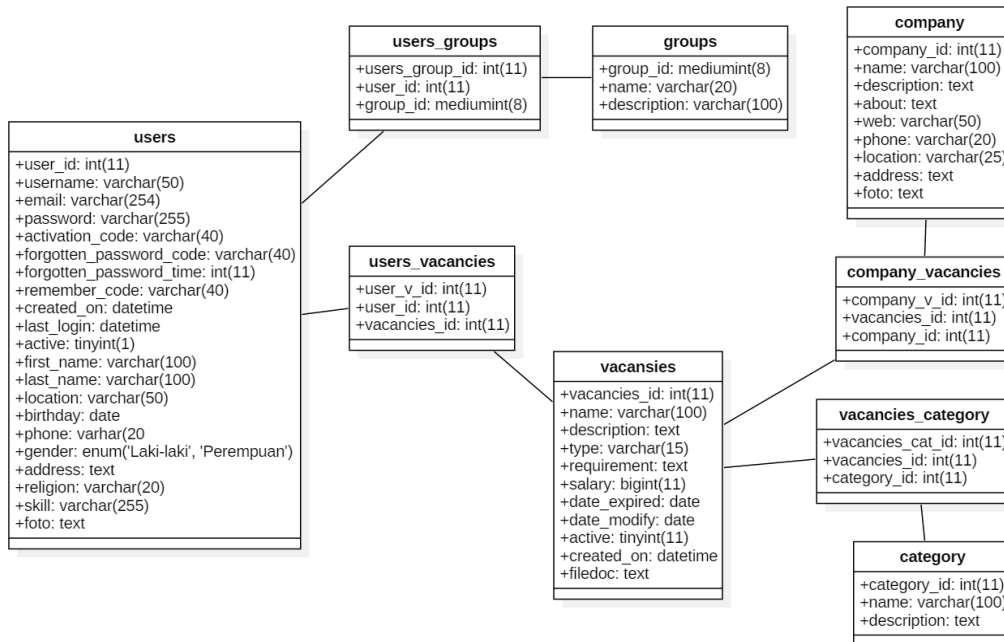 users_groups
+users_group_id: int(11)
+user_id: int(11)
+group_id: mediumint(8)
groups
+group_id: mediumint(8)
+name: varchar(20)
+description: varchar(100)
company
+company_id: int(11)
+name: varchar(100)
+description: text
+about: text
+web: varchar(50)
+phone: varchar(20)
+location: varchar(25)
+address: text
+foto: text
users
+user_id: int(11)
+username: varchar(50)
+email: varchar(254)
+password: varchar(255)
+activation_code: varchar(40)
+forgotten_password_code: varchar(40)
+forgotten_password_time: int(11)
+remember_code: varchar(40)
+created_on: datetime
+last_login: datetime
+active: tinyint(1)
+first_name: varchar(100)
+last_name: varchar(100)
+location: varchar(50)
+birthday: date
+phone: varhar(20
+gender: enum('Laki-laki', 'Perempuan')
+address: text
+religion: varchar(20)
+skill: varchar(255)
+foto: text
users_vacancies
+user_v_id: int(11)
+user_id: int(11)
+vacancies_id: int(11)
company_vacancies
+company_v_id: int(11)
+vacancies_id: int(11)
+company_id: int(11)
vacansies
+vacancies_id: int(11)
+name: varchar(100)
+description: text
+type: varchar(15)
+requirement: text
+salary: bigint(11)
+date_expired: date
+date_modify: date
+active: tinyint(11)
+created_on: datetime
+filedoc: text
vacancies_category
+vacancies_cat_id: int(11)
+vacancies_id: int(11)
+category_id: int(11)
category
+category_id: int(11)
+name: varchar(100)
+description: text